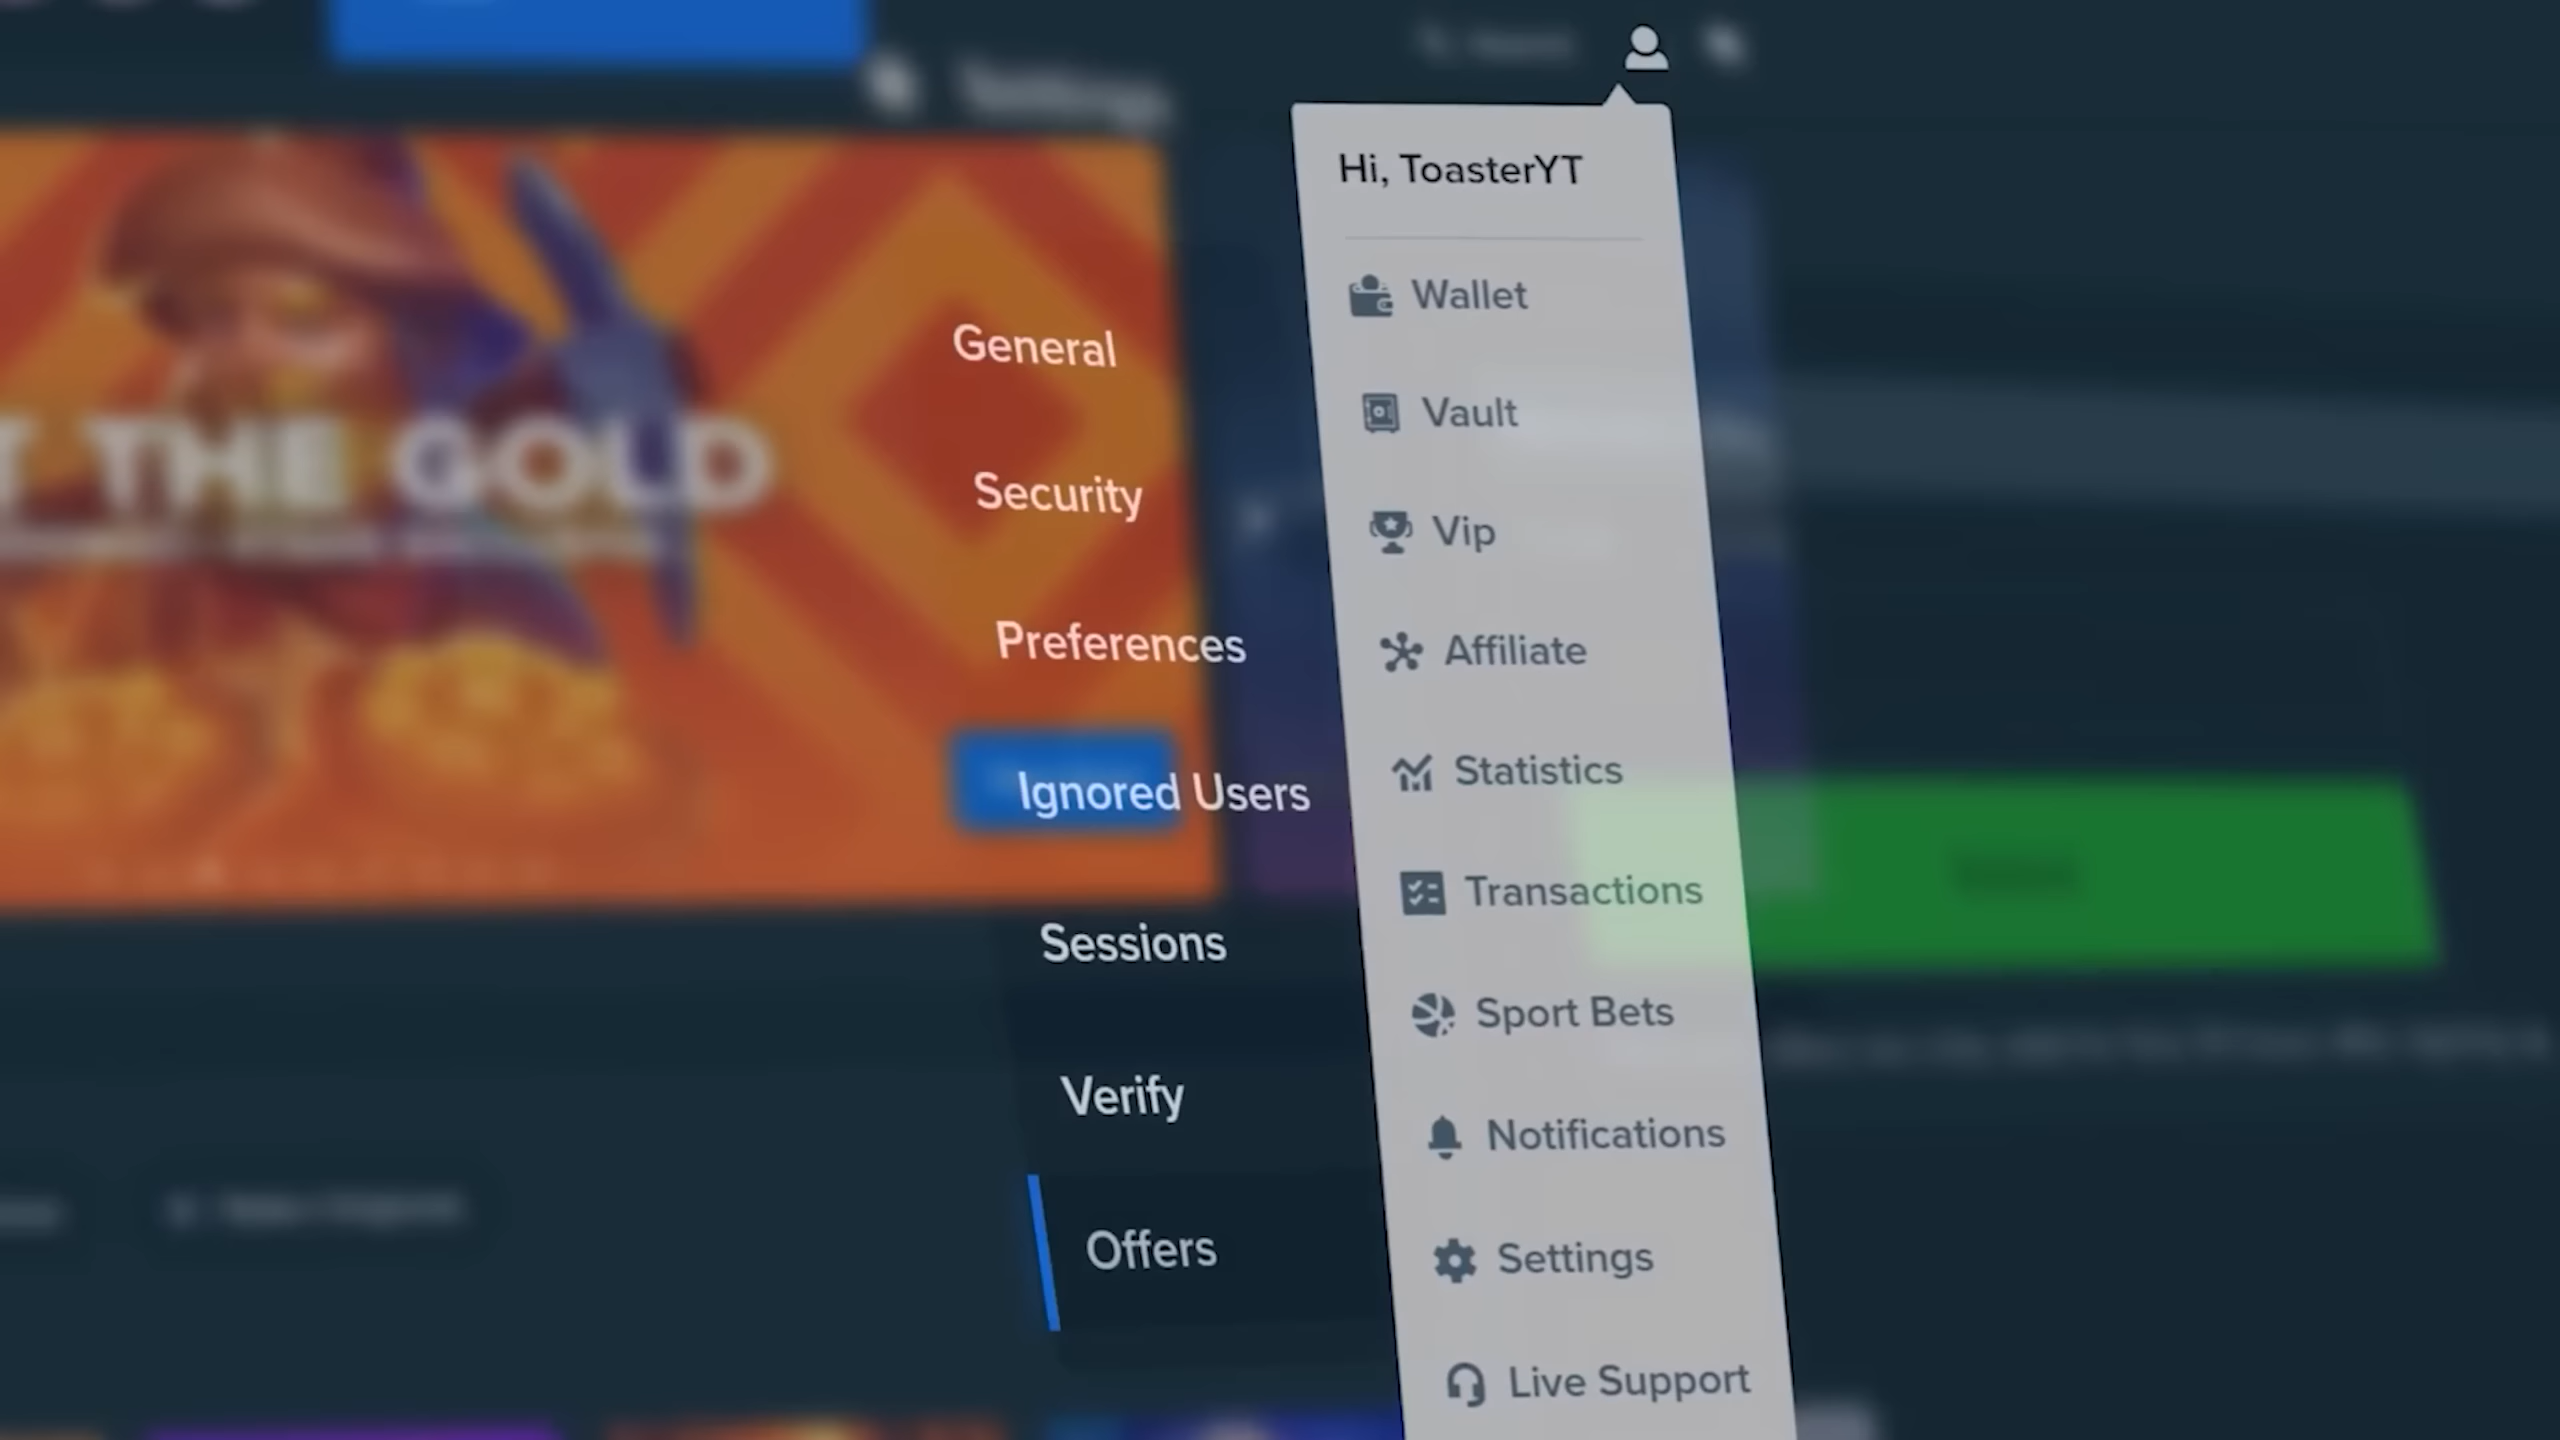 Settings
THE GOLD
General
Security
Preferences
Ignored Users
Sessions
Verify
Offers
Hi, ToasterYT
Wallet
Vault
Vip
Affiliate
Statistics
Transactions
Sport Bets
Notifications
Settings
Live Support